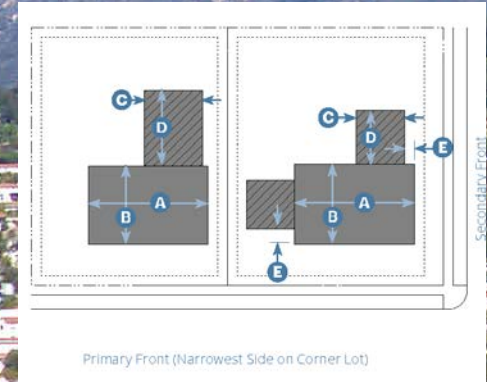 C
D
C
D
E
A
B
A
B
E
Secondary Front
Primary Front (Narrowest Side on Corner Lot)